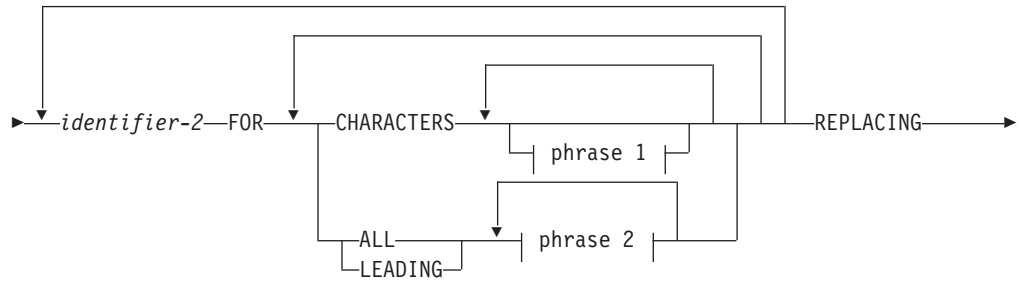 identifier-2 FOR CHARACTERS REPLACING
phrase 1
ALL phrase 2
LEADING